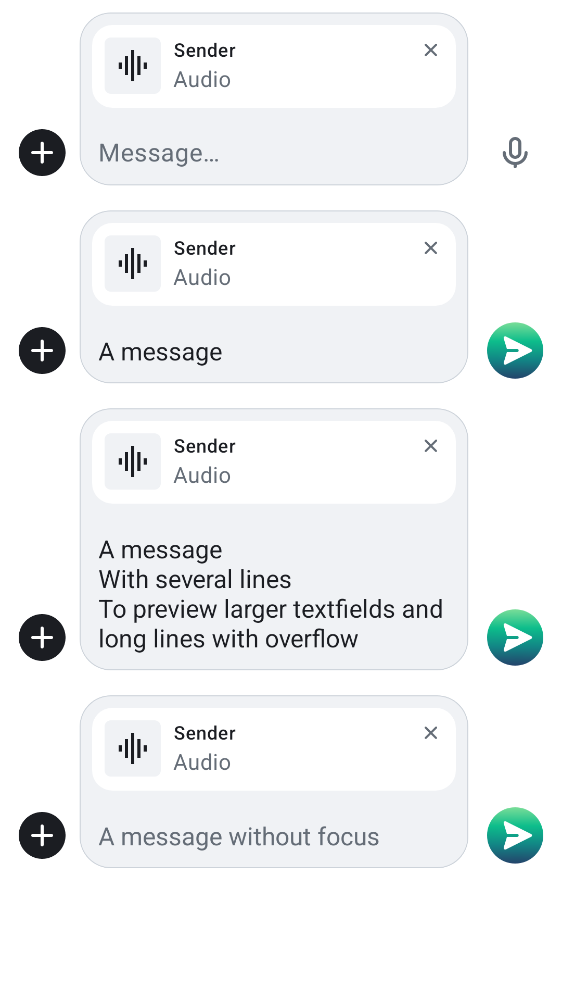 Sender
Audio
Message…
Sender
Audio
A message
Sender
Audio
A message
With several lines
To preview larger textfields and
long lines with overflow
Sender
Audio
A message without focus